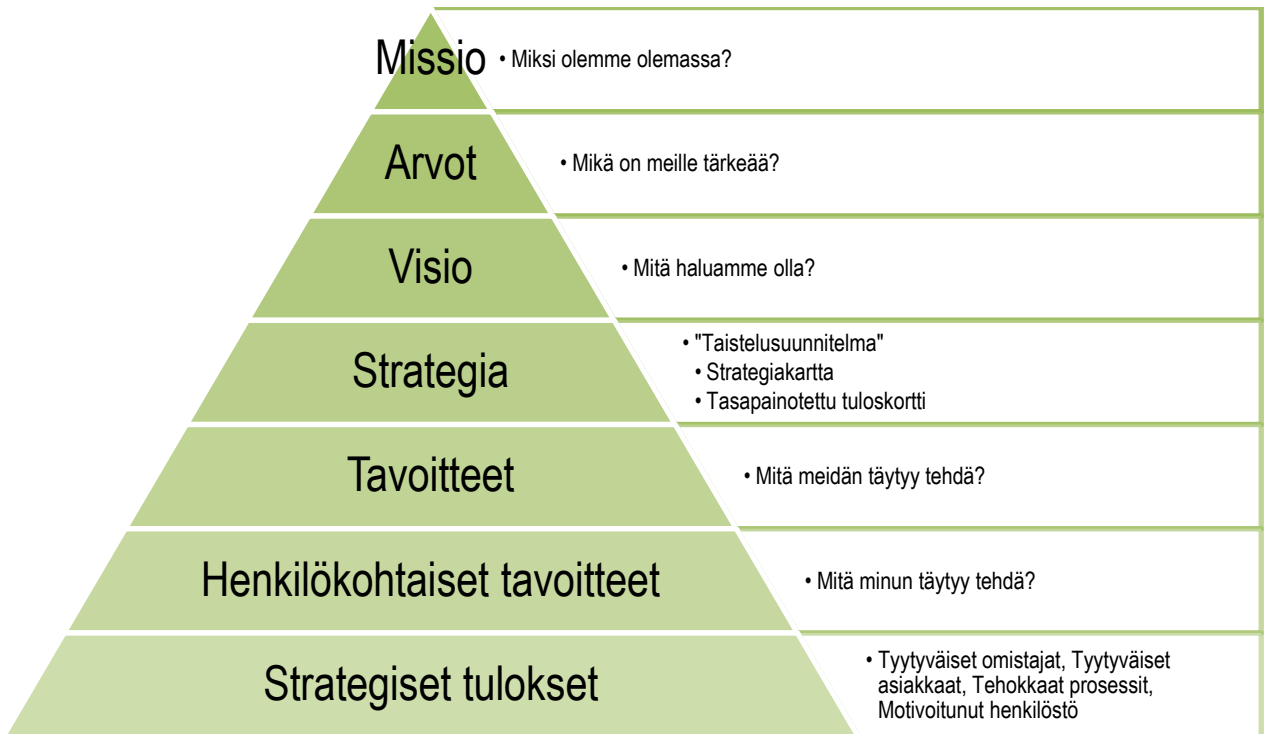 Missio
• Miksi olemme olemassa?
Arvot
• Mikä on meille tärkeää?
Visio
• Mitä haluamme olla?
Strategia
• "Taistelusuunnitelma"
• Strategiakartta
• Tasapainotettu tuloskortti
Tavoitteet
• Mitä meidän täytyy tehdä?
Henkilökohtaiset tavoitteet
• Mitä minun täytyy tehdä?
Strategiset tulokset
• Tyytyväiset omistajat, Tyytyväiset
asiakkaat, Tehokkaat prosessit,
Motivoitunut henkilöstö